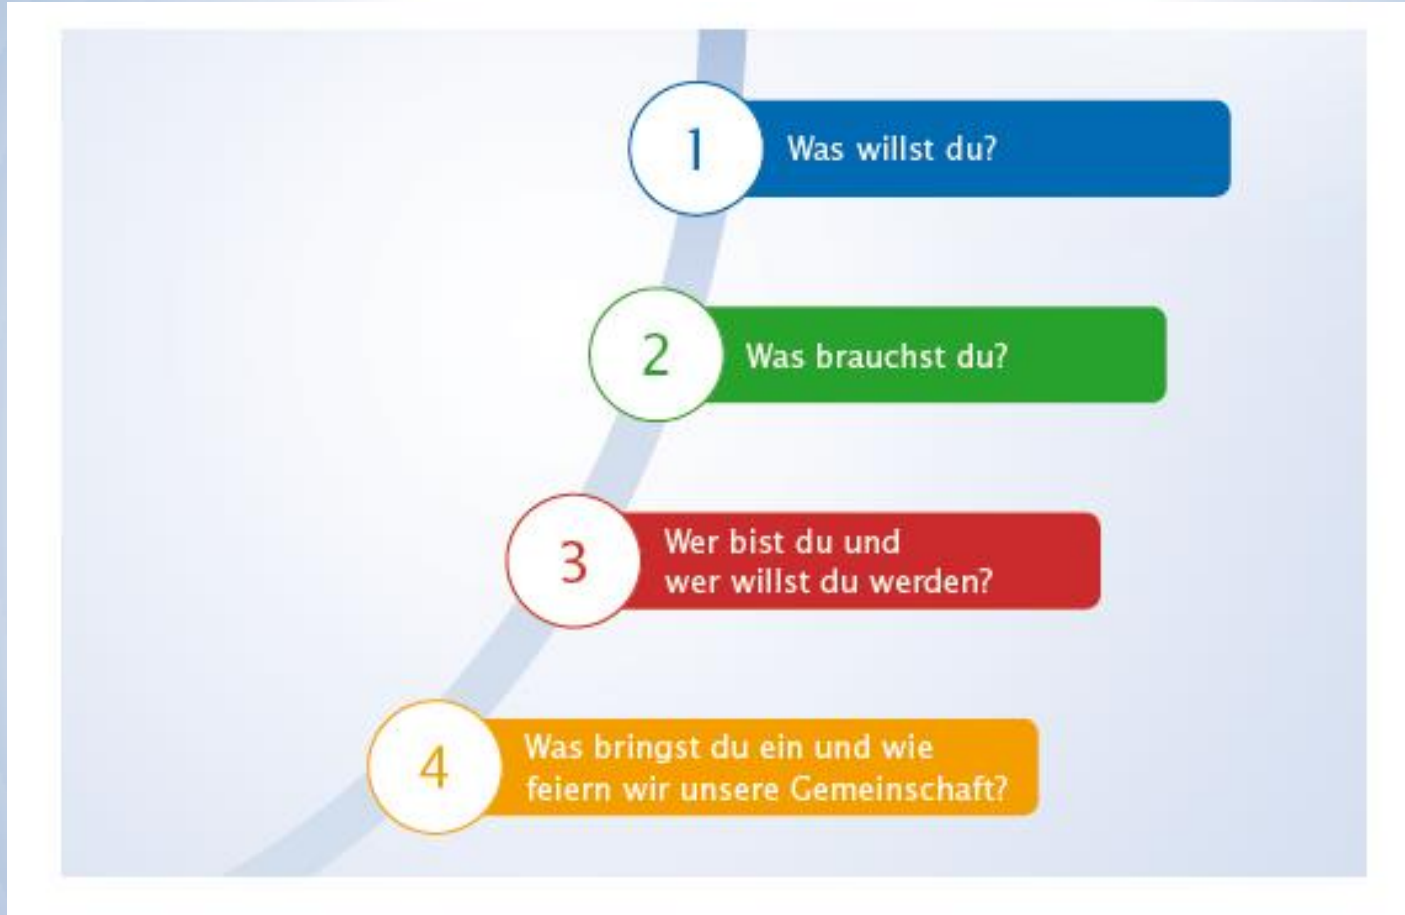 1
Was willst du?
2
Was brauchst du?
3
Wer bist du und
wer willst du werden?
4
Was bringst du ein und wie
feiern wir unsere Gemeinschaft?